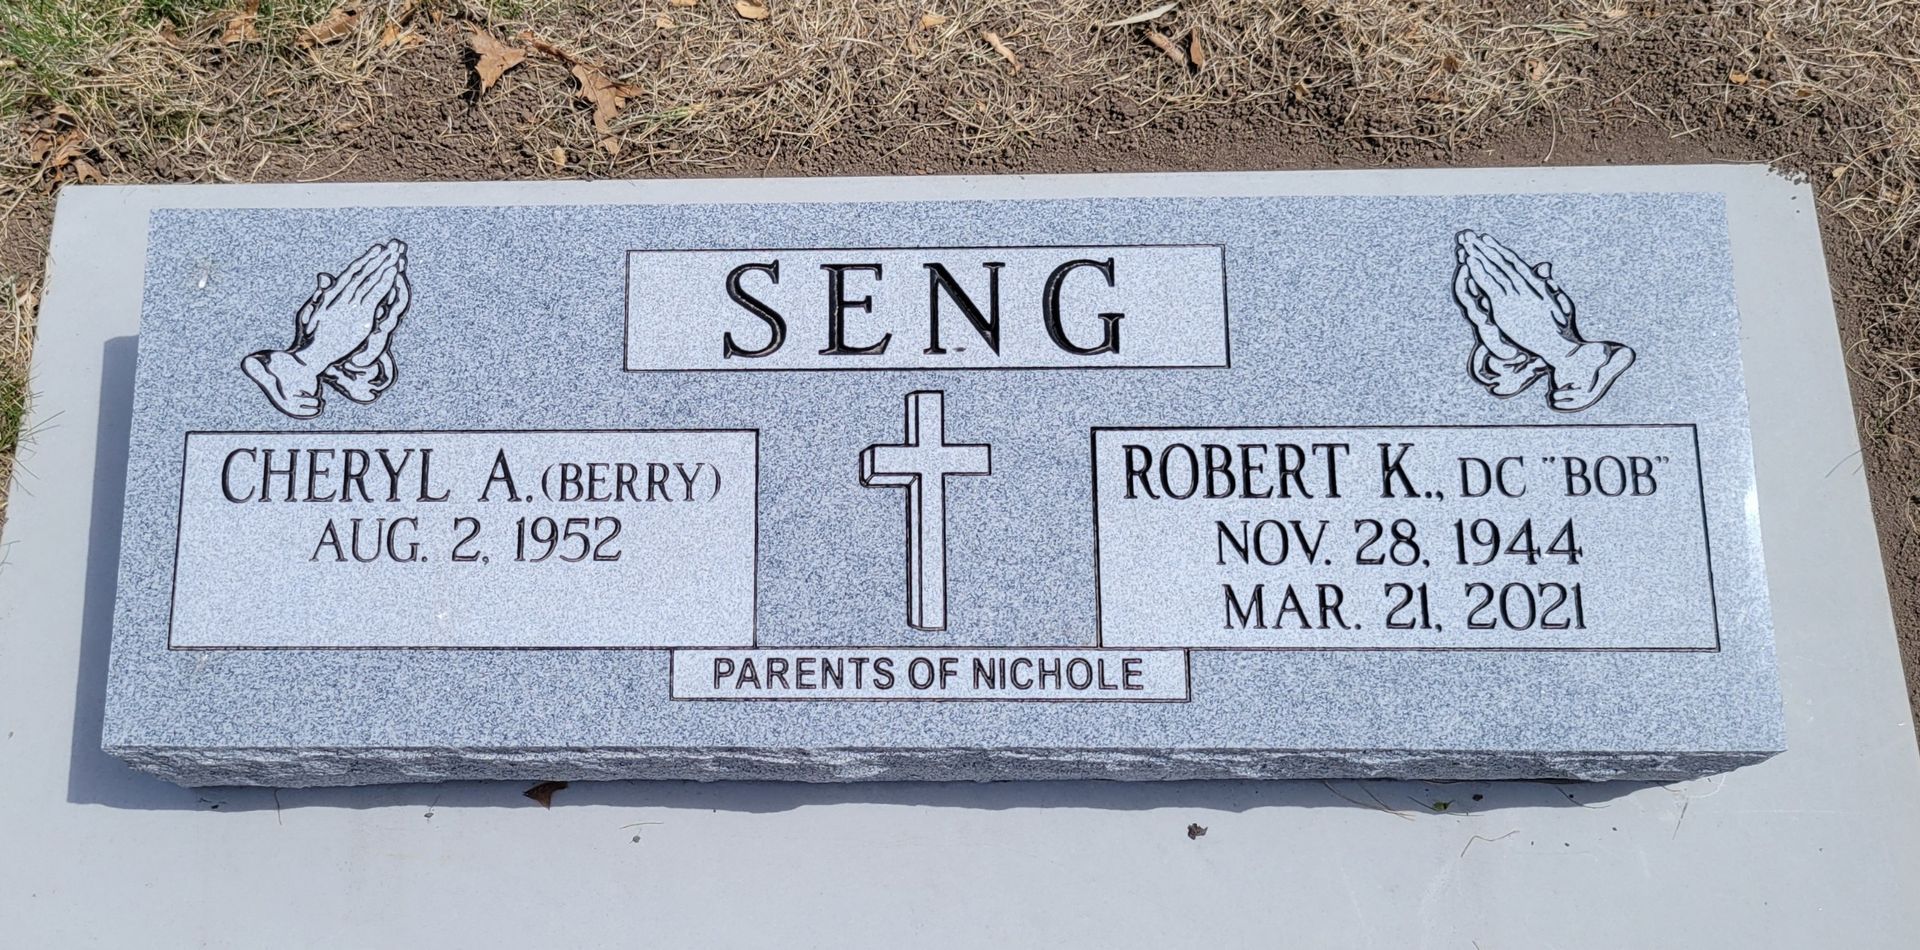 SENG
CHERYL A. (BERRY)
AUG. 2, 1952
ROBERT K., DC "BOB"
NOV. 28, 1944
MAR. 21, 2021
PARENTS OF NICHOLE